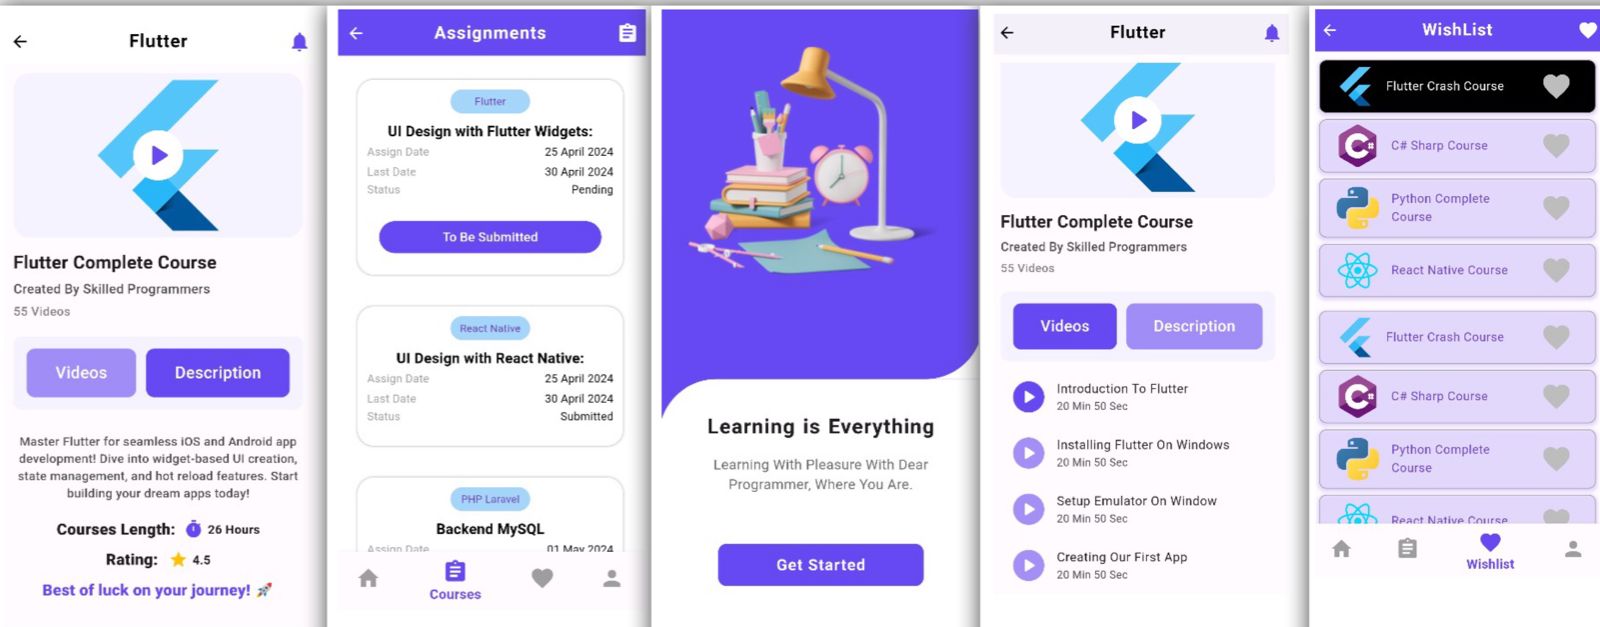 Flutter
Flutter Complete Course
Created By Skilled Programmers
55 Videos
Videos
Description
Master Flutter for seamless iOS and Android app
development! Dive into widget-based UI creation,
state management, and hot reload features. Start
building your dream apps today!
Courses Length: 26 Hours
Rating: 4.5
Best of luck on your journey! 🚀
Assignments
Flutter
UI Design with Flutter Widgets:
Assign Date 25 April 2024
Last Date 30 April 2024
Status Pending
To Be Submitted
React Native
UI Design with React Native:
Assign Date 25 April 2024
Last Date 30 April 2024
Status Submitted
PHP Laravel
Backend MySQL
Assign Date 01 May 2024
Courses
Learning is Everything
Learning With Pleasure With Dear
Programmer, Where You Are.
Get Started
Flutter
Flutter Complete Course
Created By Skilled Programmers
55 Videos
Videos
Description
Introduction To Flutter
20 Min 50 Sec
Installing Flutter On Windows
20 Min 50 Sec
Setup Emulator On Window
20 Min 50 Sec
Creating Our First App
20 Min 50 Sec
WishList
Flutter Crash Course
C# Sharp Course
Python Complete
Course
React Native Course
Flutter Crash Course
C# Sharp Course
Python Complete
Course
React Native Course
Wishlist